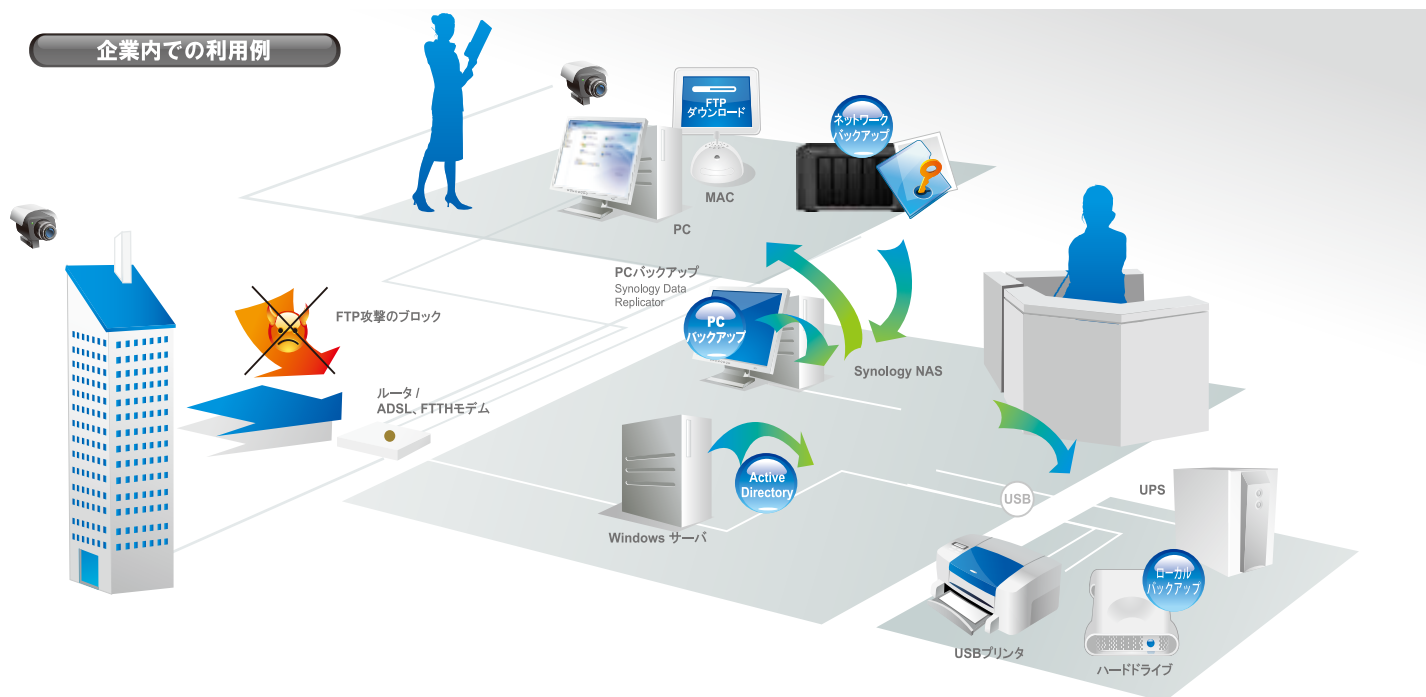 企業内での利用例
FTP
ダウンロード
ネットワーク
バックアップ
MAC
PC
PCバックアップ
Synology Data
Replicator
PC
バックアップ
FTP攻撃のブロック
Synology NAS
ルータ /
ADSL、FTTHモデム
Active
Directory
Windows サーバ
USB
UPS
ローカル
バックアップ
USBプリンタ
ハードドライブ